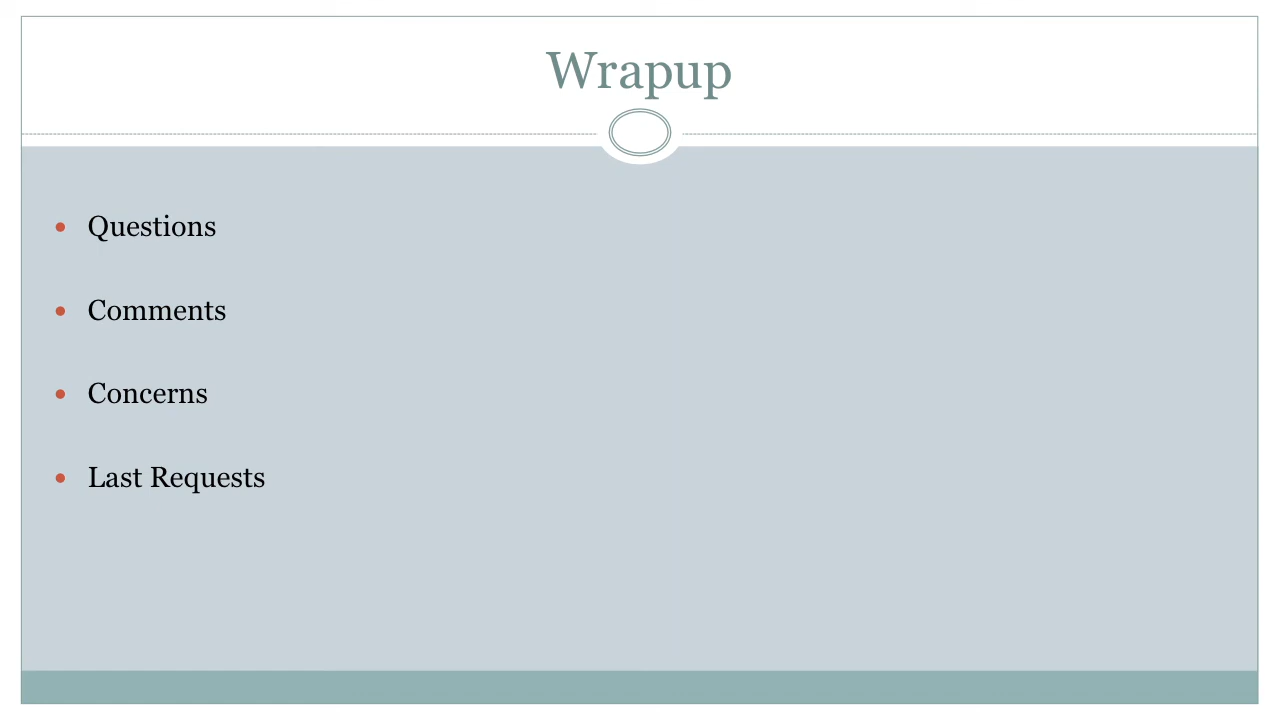 Wrapup
Questions
Comments
Concerns
Last Requests